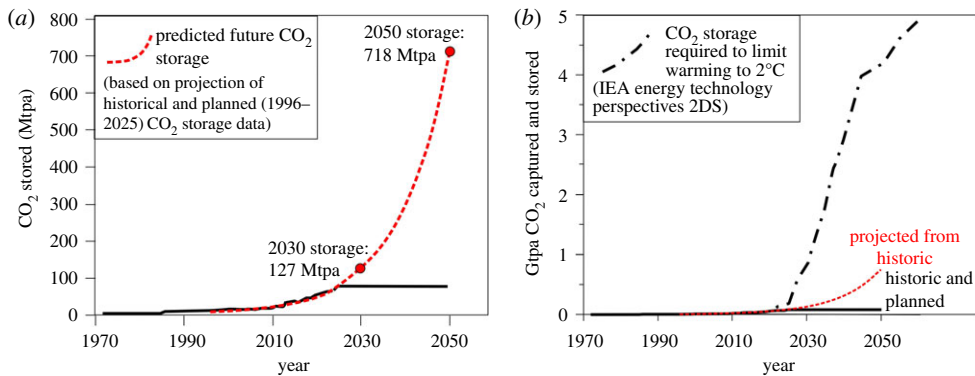 (a)
predicted future CO2
storage
(based on projection of
historical and planned (1996–
2025) CO2 storage data)
2050 storage:
718 Mtpa
2030 storage:
127 Mtpa
CO2 stored (Mtpa)
800
700
600
500
400
300
200
100
0
1970
1990
2010
2030
2050
year
(b)
CO2 storage
required to limit
warming to 2°C
(IEA energy technology
perspectives 2DS)
projected from
historic
historic and
planned
Gtpa CO2 captured and stored
5
4
3
2
1
0
1970
1990
2010
2030
2050
year